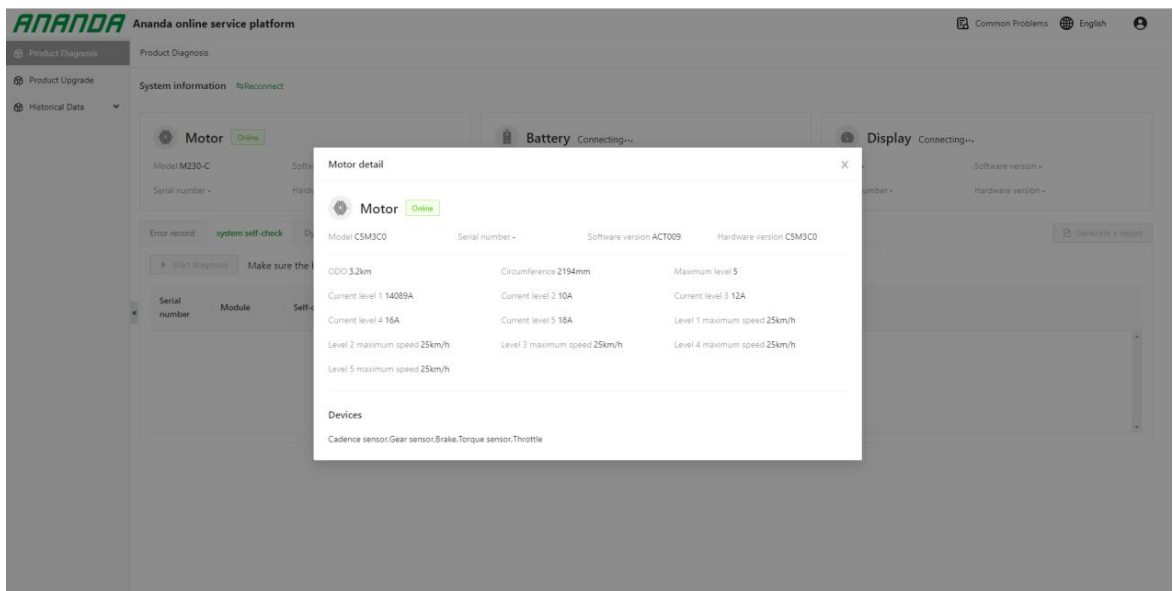 ANANDA Ananda online service platform Common Problems English
Product Diagnosis Product Diagnosis
Product Upgrade
System information Reconnect
Historical Data
Motor Online Battery Connecting... Display Connecting...
Model M230-C Software version -
Serial number - Hardware version -
Error record system self-check Generate a report
Start diagnosis Make sure the
Serial number Module
Motor detail
Motor Online
Model C5M3C0 Serial number - Software version ACT009 Hardware version C5M3C0
ODO 3.2km Circumference 2194mm Maximum level 5
Current level 1 14089A Current level 2 10A Current level 3 12A
Current level 4 16A Current level 5 18A Level 1 maximum speed 25km/h
Level 2 maximum speed 25km/h Level 3 maximum speed 25km/h Level 4 maximum speed 25km/h
Level 5 maximum speed 25km/h
Devices
Cadence sensor.Gear sensor.Brake.Torque sensor.Throttle